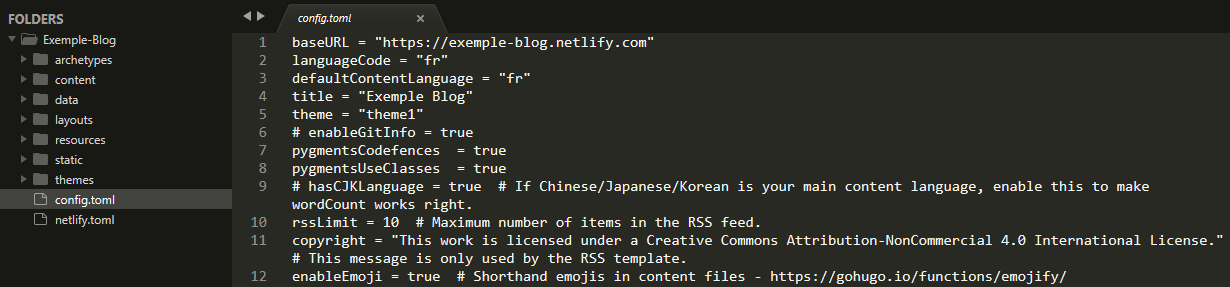 FOLDERS
Exemple-Blog
archetypes
content
data
layouts
resources
static
themes
config.toml
netlify.toml
config.toml ×
1 baseURL = "https://exemple-blog.netlify.com"
2 languageCode = "fr"
3 defaultContentLanguage = "fr"
4 title = "Exemple Blog"
5 theme = "theme1"
6 # enableGitInfo = true
7 pygmentsCodefences  = true
8 pygmentsUseClasses  = true
9 # hasCJKLanguage = true  # If Chinese/Japanese/Korean is your main content language, enable this to make
wordCount works right.
10 rssLimit = 10  # Maximum number of items in the RSS feed.
11 copyright = "This work is licensed under a Creative Commons Attribution-NonCommercial 4.0 International License."
# This message is only used by the RSS template.
12 enableEmoji = true  # Shorthand emojis in content files - https://gohugo.io/functions/emojify/